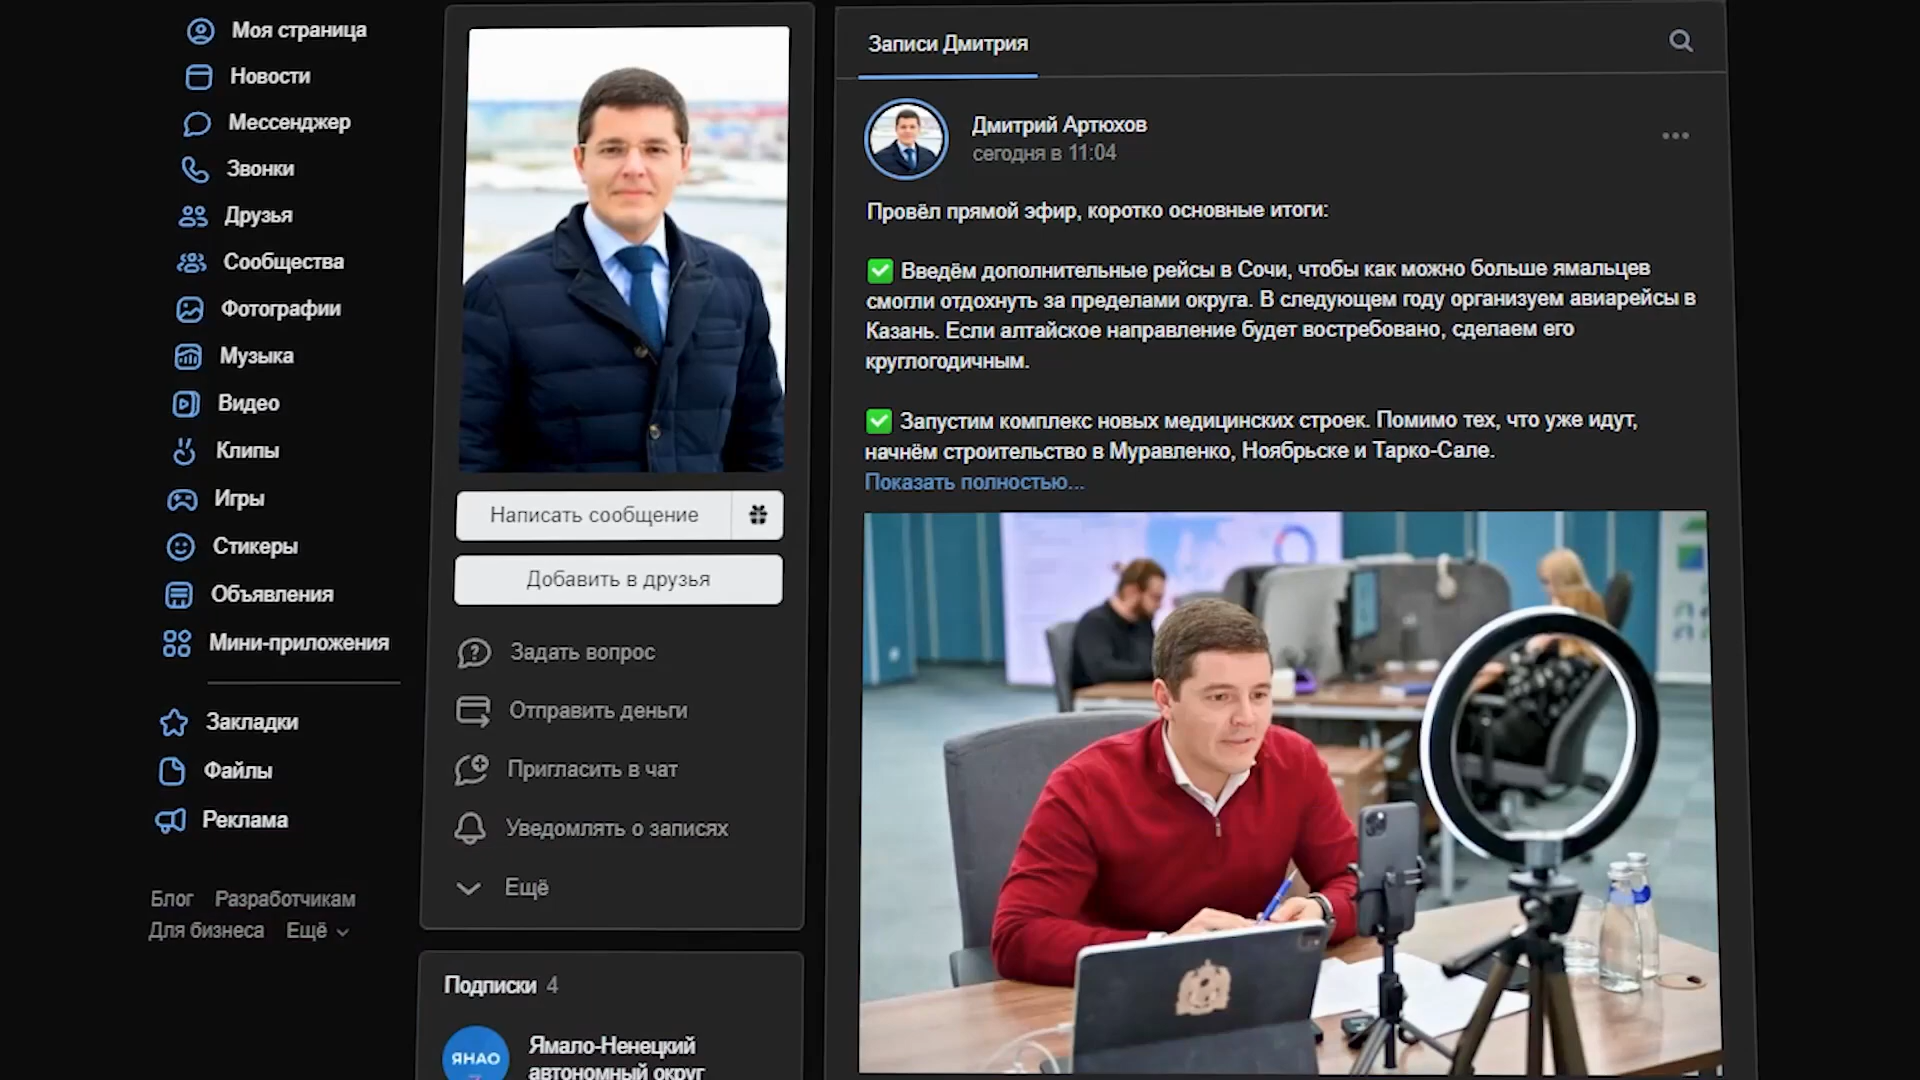 Моя страница
Новости
Мессенджер
Звонки
Друзья
Сообщества
Фотографии
Музыка
Видео
Клипы
Игры
Стикеры
Объявления
Мини-приложения
Закладки
Файлы
Реклама
Блог Разработчикам
Для бизнеса Ещё
Написать сообщение
Добавить в друзья
Задать вопрос
Отправить деньги
Пригласить в чат
Уведомлять о записях
Ещё
Подписки 4
ЯНАО
Ямало-Ненецкий
автономный округ
Записи Дмитрия
Дмитрий Артюхов
сегодня в 11:04
Провёл прямой эфир, коротко основные итоги:
✅ Введём дополнительные рейсы в Сочи, чтобы как можно больше ямальцев
смогли отдохнуть за пределами округа. В следующем году организуем авиарейсы в
Казань. Если алтайское направление будет востребовано, сделаем его
круглогодичным.
✅ Запустим комплекс новых медицинских строек. Помимо тех, что уже идут,
начнём строительство в Муравленко, Ноябрьске и Тарко-Сале.
Показать полностью...